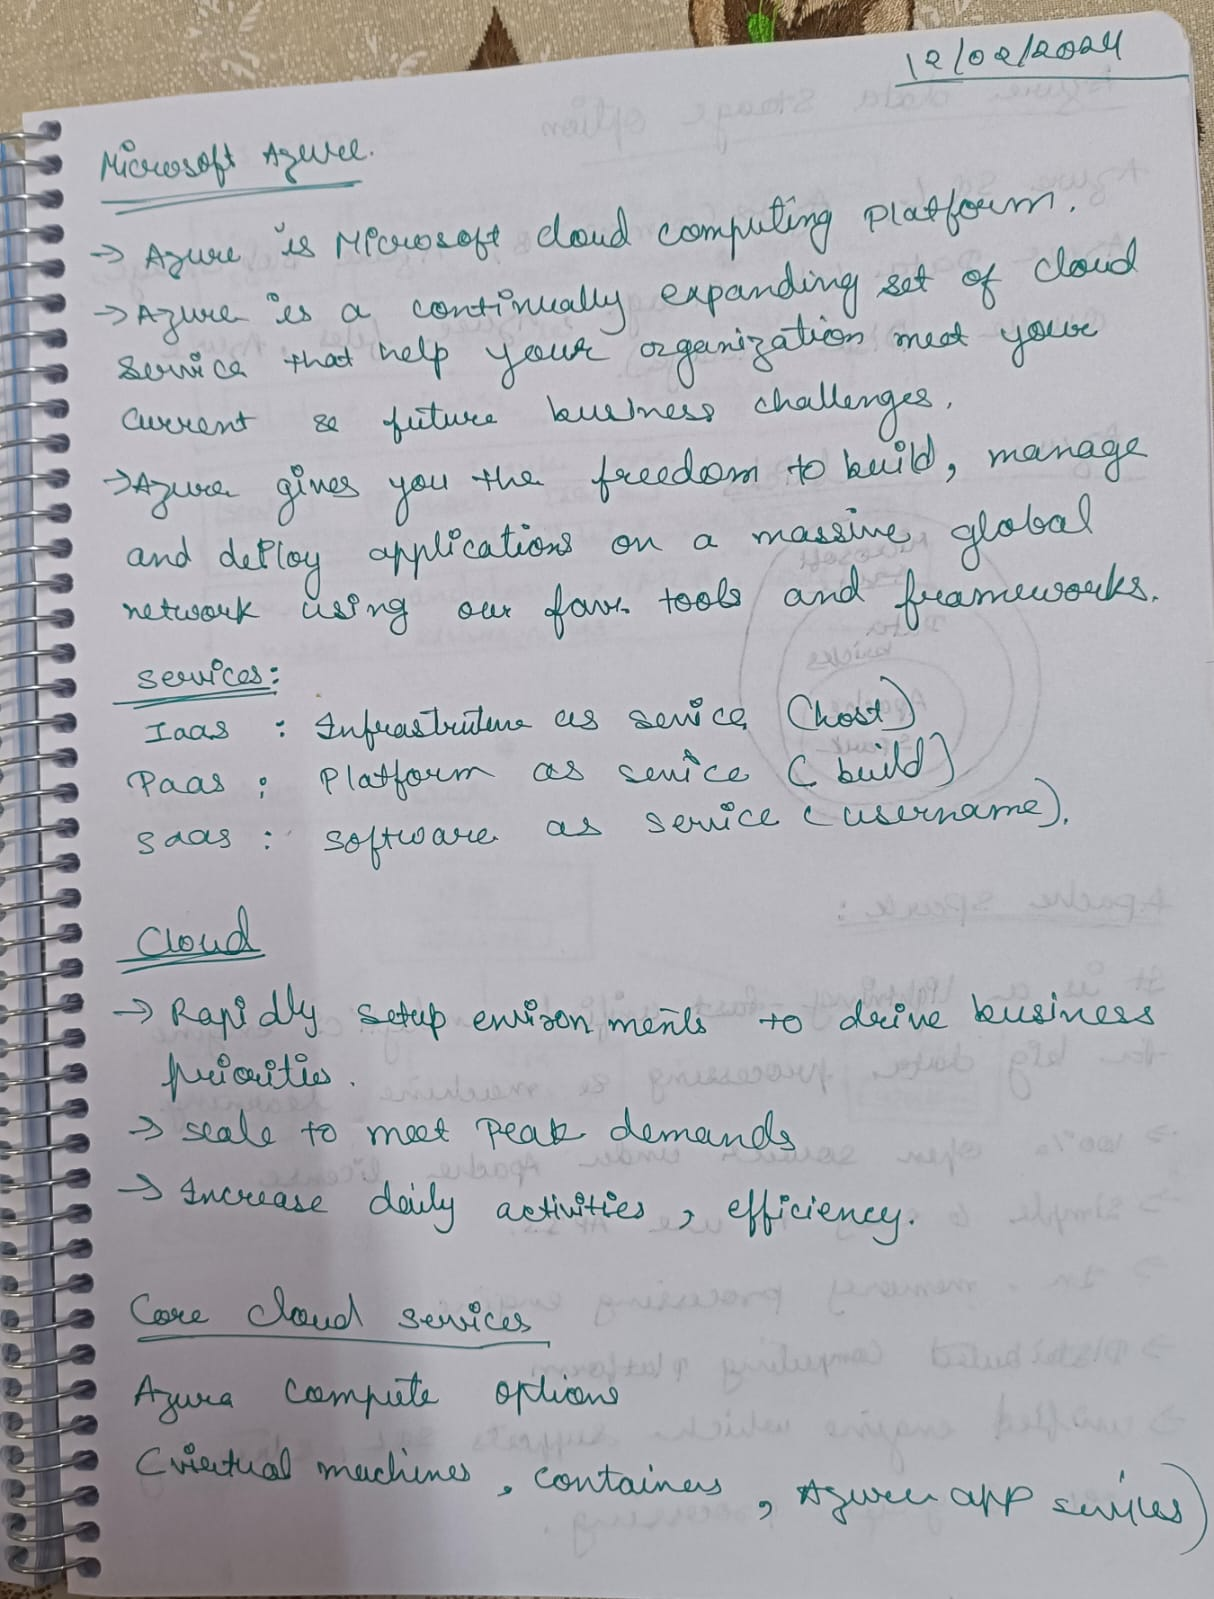 12/02/2024
Microsoft Azure.
→ Azure is Microsoft cloud computing Platform.
→ Azure is a continually expanding set of cloud
service that help your organization meet your
current & future business challenges.
→ Azure gives you the freedom to build, manage
and deploy applications on a massive global
network using our fav. tools and frameworks.
Services:
Iaas : Infrastruture as service (host)
Paas : Platform as service (build)
Saas : Software as service (username).
Cloud
→ Rapidly setup environments to drive business
priorities.
→ scale to meet Peak demands
→ Increase daily activities, efficiency.
Core cloud services
Azure compute options
(virtual machines, containers, Azure app services)